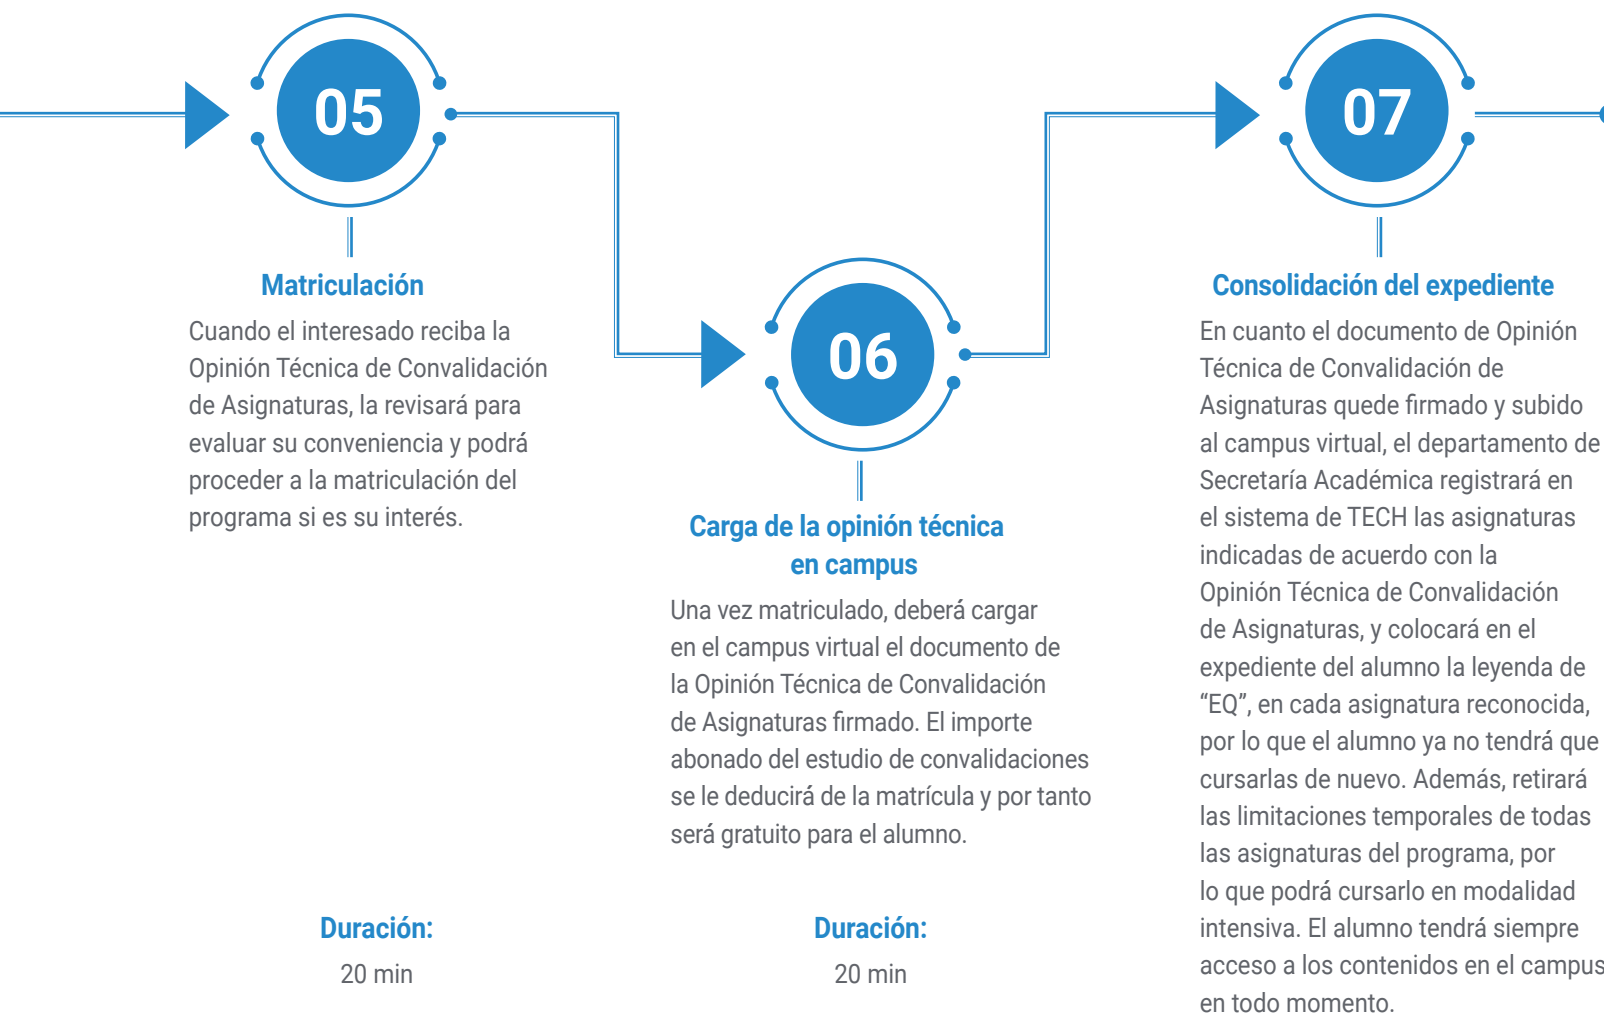 05
Matriculación
Cuando el interesado reciba la
Opinión Técnica de Convalidación
de Asignaturas, la revisará para
evaluar su conveniencia y podrá
proceder a la matriculación del
programa si es su interés.
Duración:
20 min
06
Carga de la opinión técnica
en campus
Una vez matriculado, deberá cargar
en el campus virtual el documento de
la Opinión Técnica de Convalidación
de Asignaturas firmado. El importe
abonado del estudio de convalidaciones
se le deducirá de la matrícula y por tanto
será gratuito para el alumno.
Duración:
20 min
07
Consolidación del expediente
En cuanto el documento de Opinión
Técnica de Convalidación de
Asignaturas quede firmado y subido
al campus virtual, el departamento de
Secretaría Académica registrará en
el sistema de TECH las asignaturas
indicadas de acuerdo con la
Opinión Técnica de Convalidación
de Asignaturas, y colocará en el
expediente del alumno la leyenda de
“EQ”, en cada asignatura reconocida,
por lo que el alumno ya no tendrá que
cursarlas de nuevo. Además, retirará
las limitaciones temporales de todas
las asignaturas del programa, por
lo que podrá cursarlo en modalidad
intensiva. El alumno tendrá siempre
acceso a los contenidos en el campus
en todo momento.